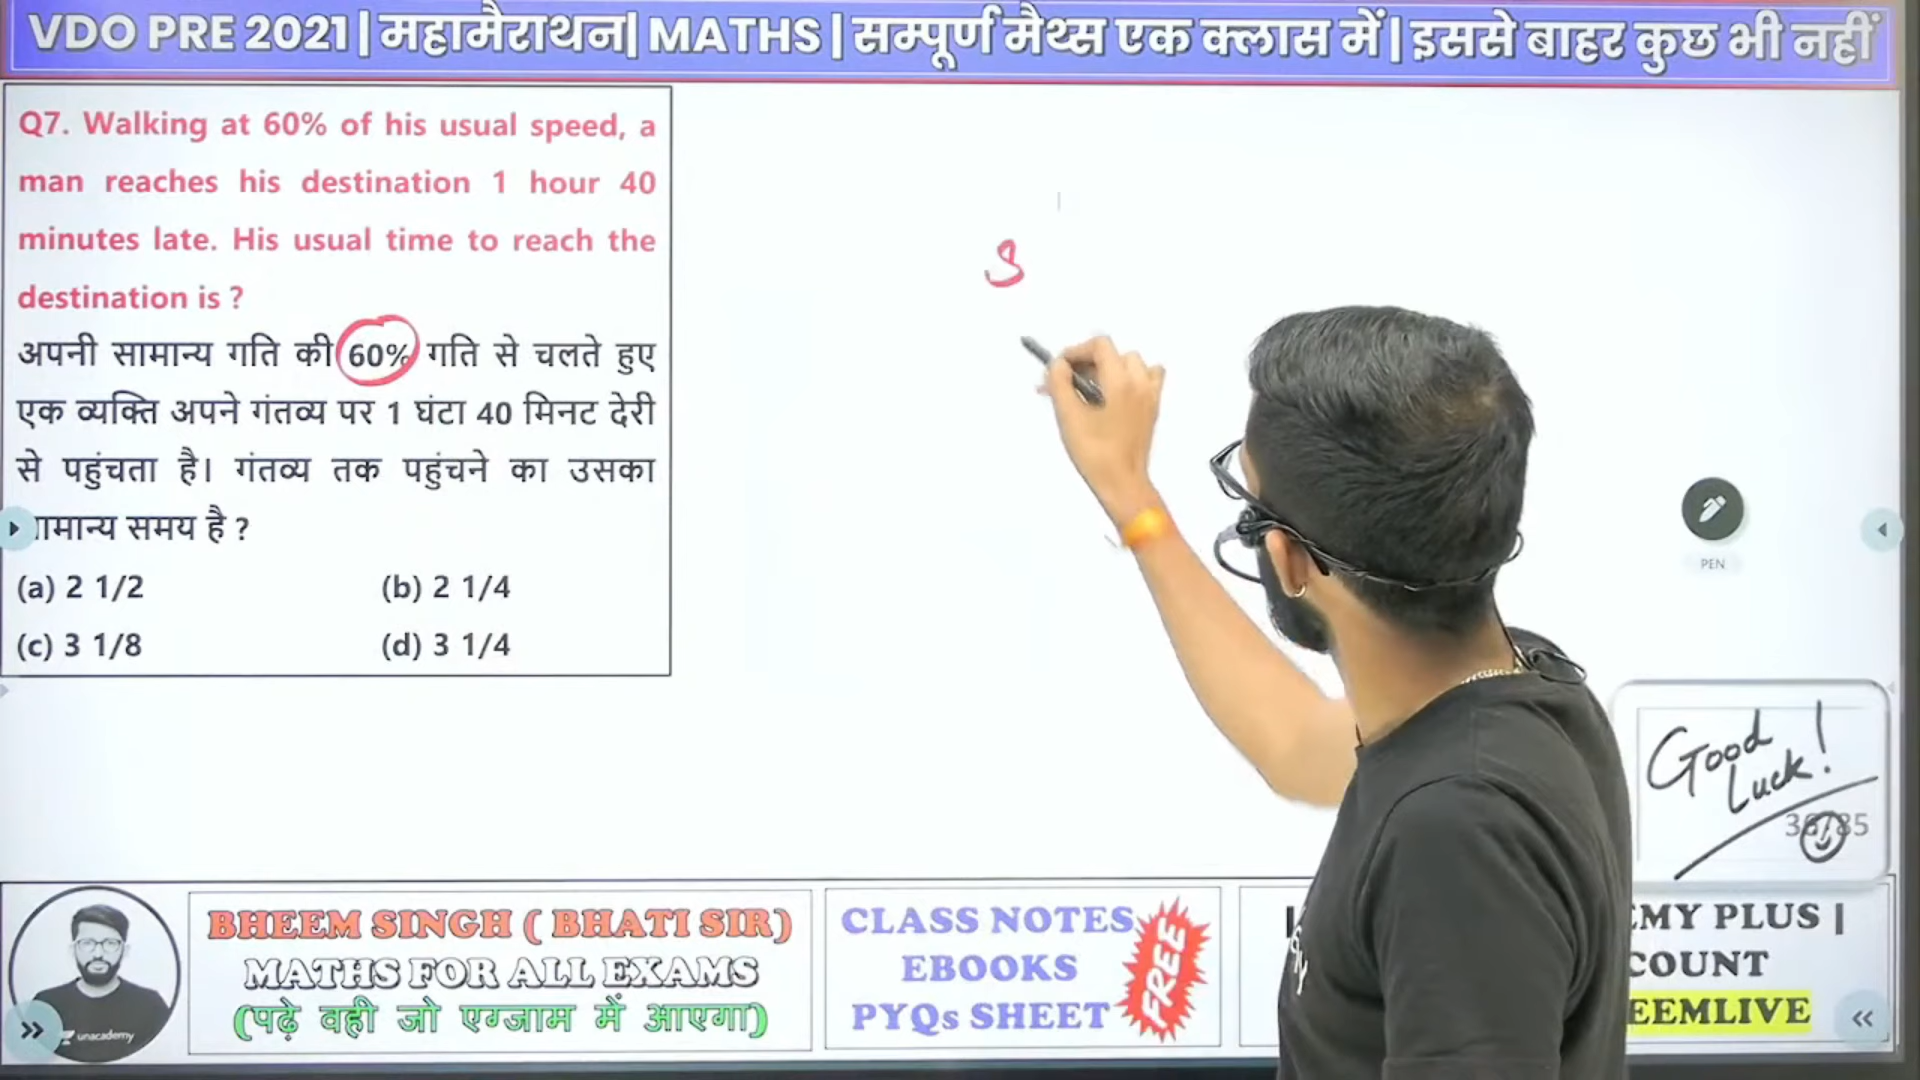 VDO PRE 2021 | महामैराथन| MATHS | सम्पूर्ण मैथ्स एक क्लास में| इससे बाहर कुछ भी नहीं
Q7. Walking at 60% of his usual speed, a
man reaches his destination 1 hour 40
minutes late. His usual time to reach the
destination is ?
अपनी सामान्य गति की 60% गति से चलते हुए
एक व्यक्ति अपने गंतव्य पर 1 घंटा 40 मिनट देरी
से पहुंचता है। गंतव्य तक पहुंचने का उसका
ामान्य समय है ?
(a) 2 1/2 (b) 2 1/4
(c) 3 1/8 (d) 3 1/4
S
PEN
Good
Luck!
BHEEM SINGH ( BHATI SIR)
MATHS FOR ALL EXAMS
(पढ़े वही जो एग्जाम में आएगा)
unacademy
CLASS NOTES
EBOOKS
PYQs SHEET
FREE
EMY PLUS |
COUNT
EEMLIVE